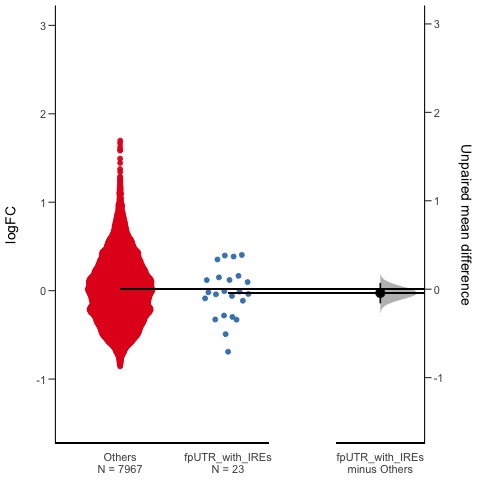 3
2
1
0
-1
logFC
3
2
1
0
-1
Unpaired mean difference
Others
N = 7967
fpUTR_with_IREs
N = 23
fpUTR_with_IREs
minus Others